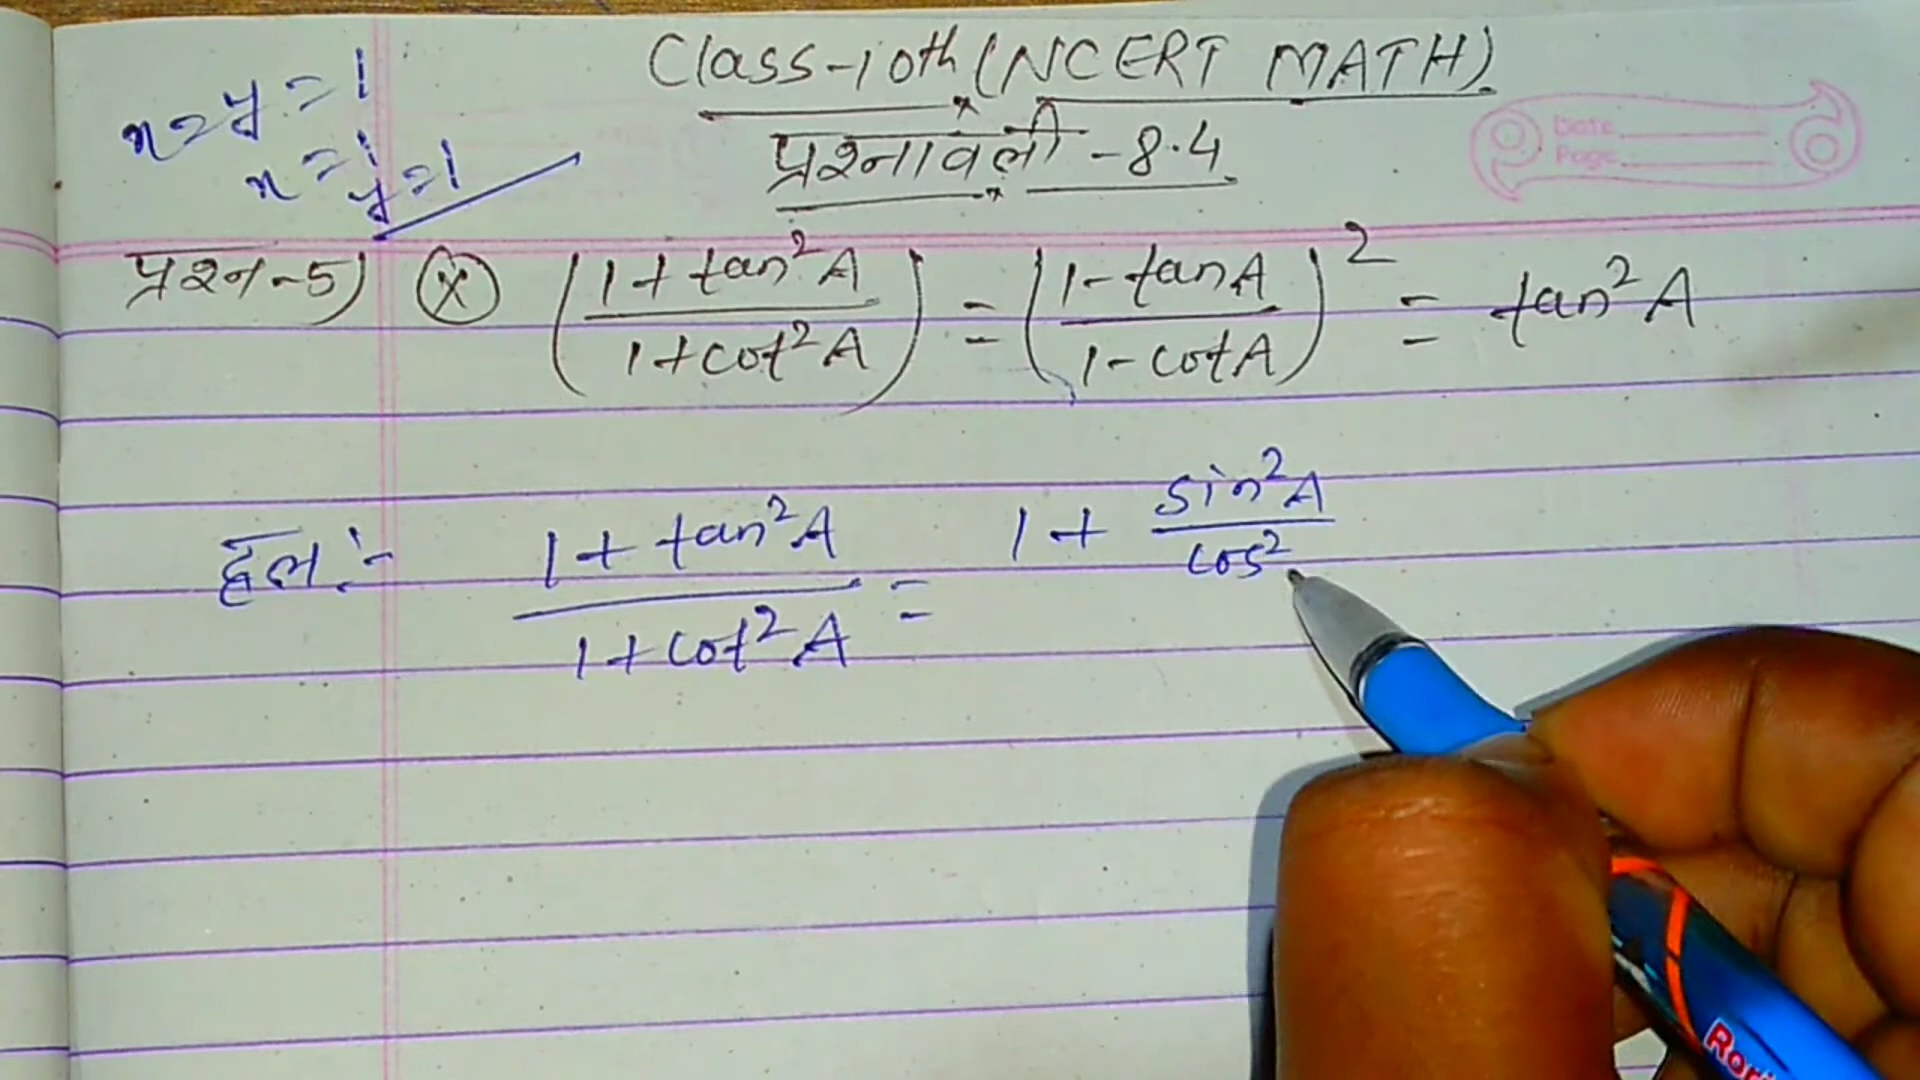 Class-10th (NCERT MATH)
प्रश्नावली - 8.4
x = y = 1
x = 1, y = 1
Date
Page
प्रश्न-5) (x) (1 + tan²A / 1 + cot²A) = (1 - tanA / 1 - cotA)² = tan²A
हल :- 1 + tan²A / 1 + cot²A = 1 + sin²A / cos²